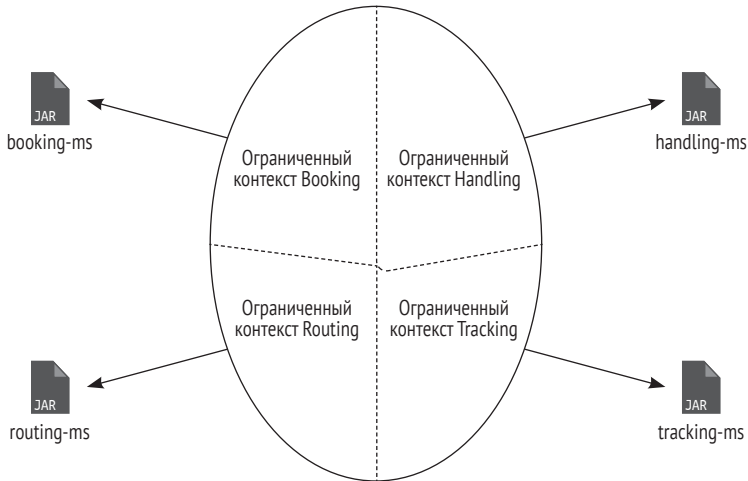 JAR
booking-ms
JAR
handling-ms
Ограниченный
контекст Booking
Ограниченный
контекст Handling
Ограниченный
контекст Routing
Ограниченный
контекст Tracking
JAR
routing-ms
JAR
tracking-ms